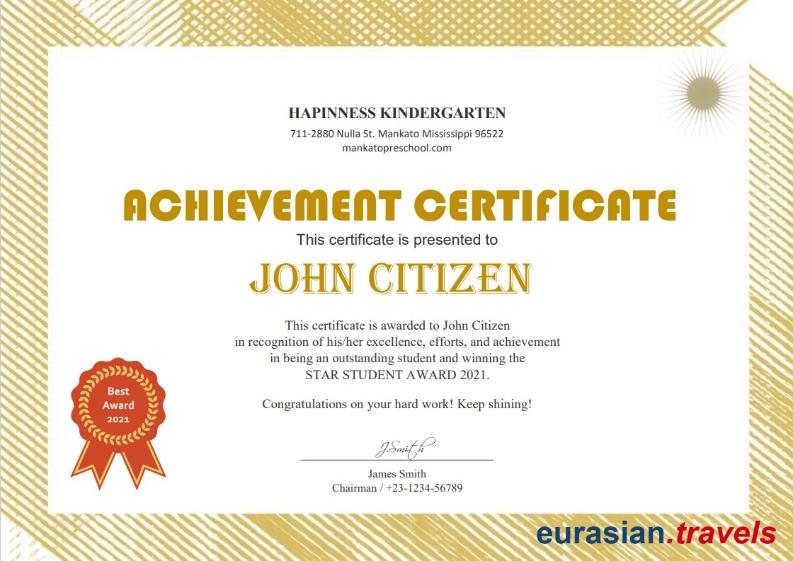 HAPINNESS KINDERGARTEN
711-2880 Nulla St. Mankato Mississippi 96522
mankatopreschool.com
ACHIEVEMENT CERTIFICATE
This certificate is presented to
JOHN CITIZEN
This certificate is awarded to John Citizen
in recognition of his/her excellence, efforts, and achievement
in being an outstanding student and winning the
STAR STUDENT AWARD 2021.
Best
Award
2021
Congratulations on your hard work! Keep shining!
J.Smith
James Smith
Chairman / +23-1234-56789
eurasian.travels